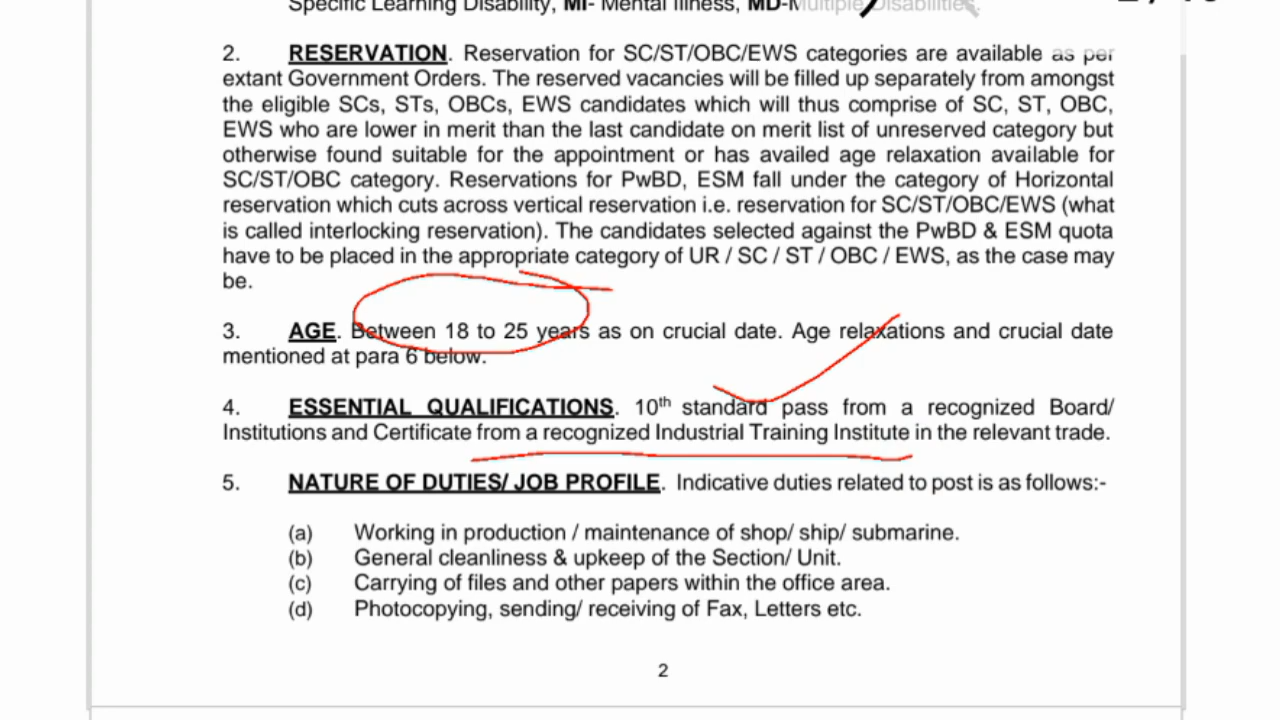 Specific Learning Disability, MI- Mental Illness, MD-Multiple Disabilities.
2. RESERVATION. Reservation for SC/ST/OBC/EWS categories are available as per
extant Government Orders. The reserved vacancies will be filled up separately from amongst
the eligible SCs, STs, OBCs, EWS candidates which will thus comprise of SC, ST, OBC,
EWS who are lower in merit than the last candidate on merit list of unreserved category but
otherwise found suitable for the appointment or has availed age relaxation available for
SC/ST/OBC category. Reservations for PwBD, ESM fall under the category of Horizontal
reservation which cuts across vertical reservation i.e. reservation for SC/ST/OBC/EWS (what
is called interlocking reservation). The candidates selected against the PwBD & ESM quota
have to be placed in the appropriate category of UR / SC / ST / OBC / EWS, as the case may
be.
3. AGE. Between 18 to 25 years as on crucial date. Age relaxations and crucial date
mentioned at para 6 below.
4. ESSENTIAL QUALIFICATIONS. 10th standard pass from a recognized Board/
Institutions and Certificate from a recognized Industrial Training Institute in the relevant trade.
5. NATURE OF DUTIES/ JOB PROFILE. Indicative duties related to post is as follows:-
(a) Working in production / maintenance of shop/ ship/ submarine.
(b) General cleanliness & upkeep of the Section/ Unit.
(c) Carrying of files and other papers within the office area.
(d) Photocopying, sending/ receiving of Fax, Letters etc.
2